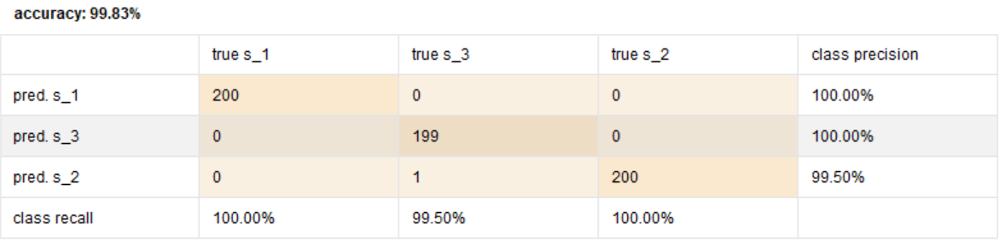 accuracy: 99.83%
true s_1 true s_3 true s_2 class precision
pred. s_1 200 0 0 100.00%
pred. s_3 0 199 0 100.00%
pred. s_2 0 1 200 99.50%
class recall 100.00% 99.50% 100.00%